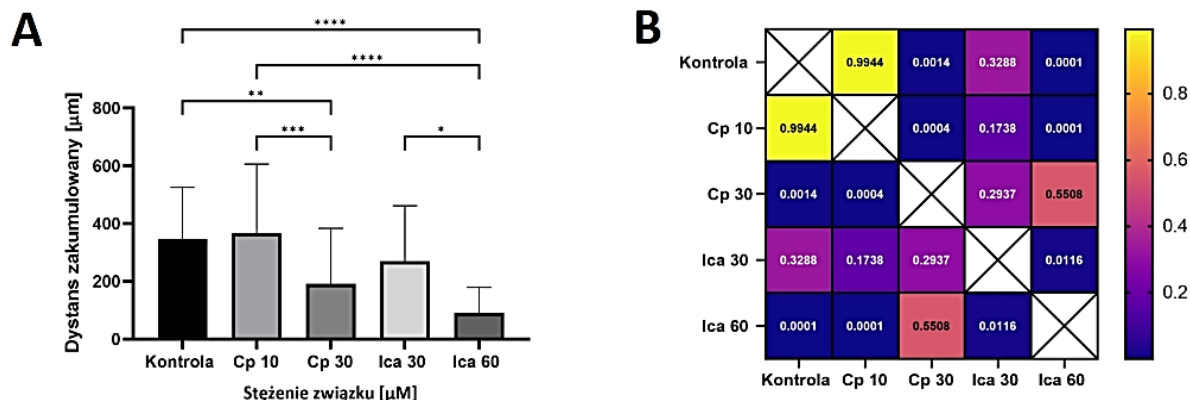 A
****
****
**
***
*
Dystans zakumulowany [µm]
800
600
400
200
0
Kontrola Cp 10 Cp 30 Ica 30 Ica 60
Stężenie związku [µM]
B
Kontrola 0.9944 0.0014 0.3288 0.0001
Cp 10 0.9944 0.0004 0.1738 0.0001
Cp 30 0.0014 0.0004 0.2937 0.5508
Ica 30 0.3288 0.1738 0.2937 0.0116
Ica 60 0.0001 0.0001 0.5508 0.0116
Kontrola Cp 10 Cp 30 Ica 30 Ica 60
0.8
0.6
0.4
0.2